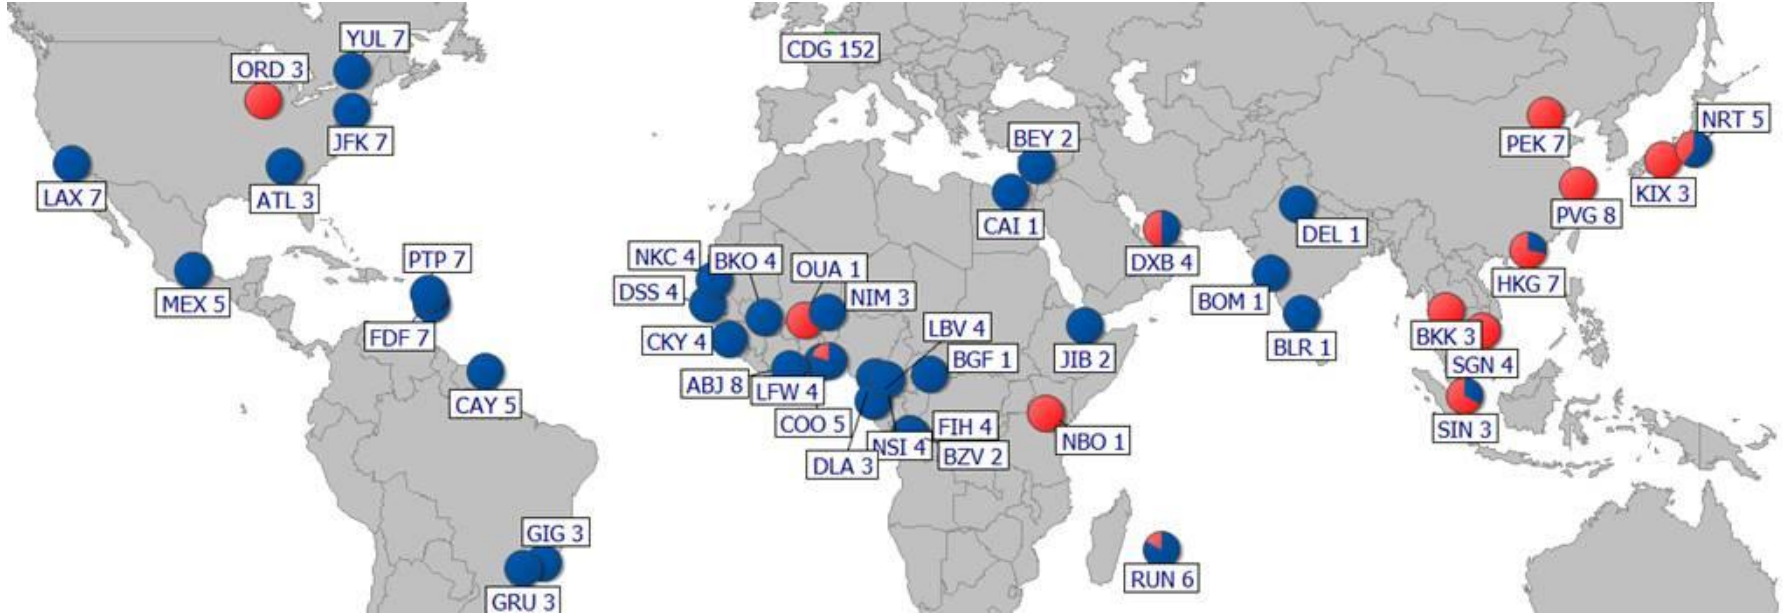 YUL 7
ORD 3
JFK 7
LAX 7
ATL 3
MEX 5
PTP 7
FDF 7
CAY 5
GIG 3
GRU 3
CDG 152
BEY 2
CAI 1
NKC 4
BKO 4
OUA 1
DSS 4
NIM 3
CKY 4
LBV 4
ABJ 8
LFW 4
BGF 1
COO 5
FIH 4
NSI 4
BZV 2
DLA 3
JIB 2
NBO 1
RUN 6
DXB 4
DEL 1
BOM 1
BLR 1
PEK 7
NRT 5
KIX 3
PVG 8
HKG 7
BKK 3
SGN 4
SIN 3